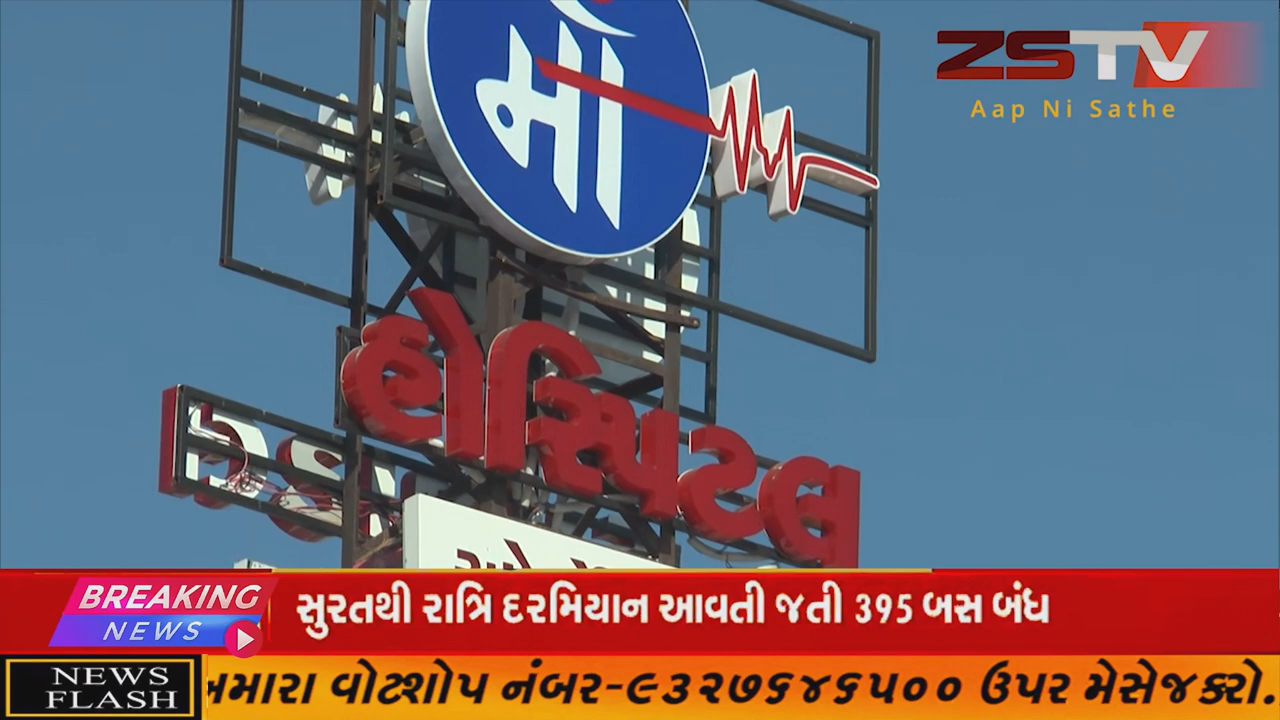 ZSTV
Aap Ni Sathe
માઁ
હોસ્પિટલ
BREAKING
NEWS
સુરતથી રાત્રિ દરમિયાન આવતી જતી 395 બસ બંધ
NEWS
FLASH
અમારા વોટ્શોપ નંબર-૯૩૨૭૬૪૬૫૦૦ ઉપર મેસેજ કરો.